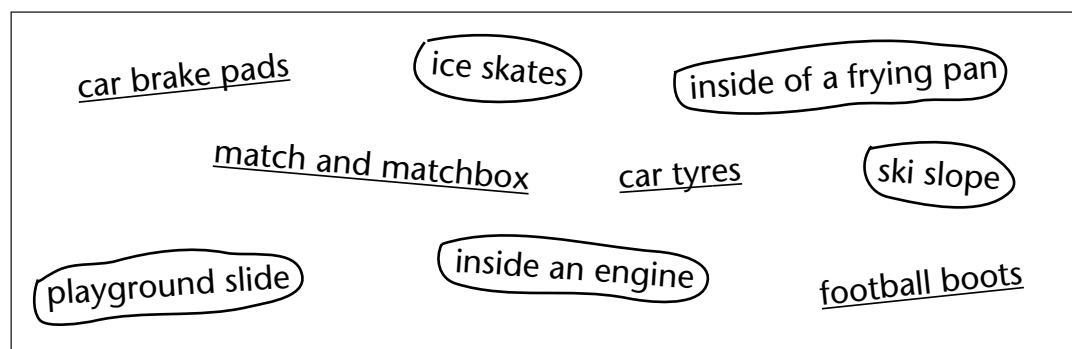 car brake pads
ice skates
inside of a frying pan
match and matchbox
car tyres
ski slope
playground slide
inside an engine
football boots